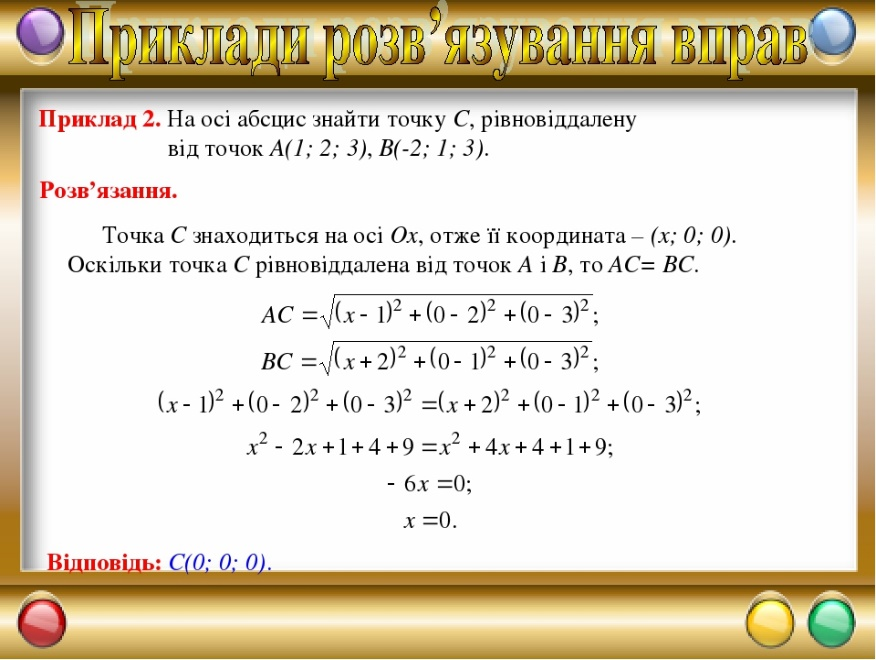 Приклади розв’язування вправ
Приклад 2. На осі абсцис знайти точку C, рівновіддалену
від точок A(1; 2; 3), B(-2; 1; 3).
Розв’язання.
Точка C знаходиться на осі Ox, отже її координата – (x; 0; 0).
Оскільки точка C рівновіддалена від точок A і B, то AC= BC.
AC = √((x - 1)² + (0 - 2)² + (0 - 3)²);
BC = √((x + 2)² + (0 - 1)² + (0 - 3)²);
(x - 1)² + (0 - 2)² + (0 - 3)² = (x + 2)² + (0 - 1)² + (0 - 3)²;
x² - 2x + 1 + 4 + 9 = x² + 4x + 4 + 1 + 9;
- 6x = 0;
x = 0.
Відповідь: C(0; 0; 0).